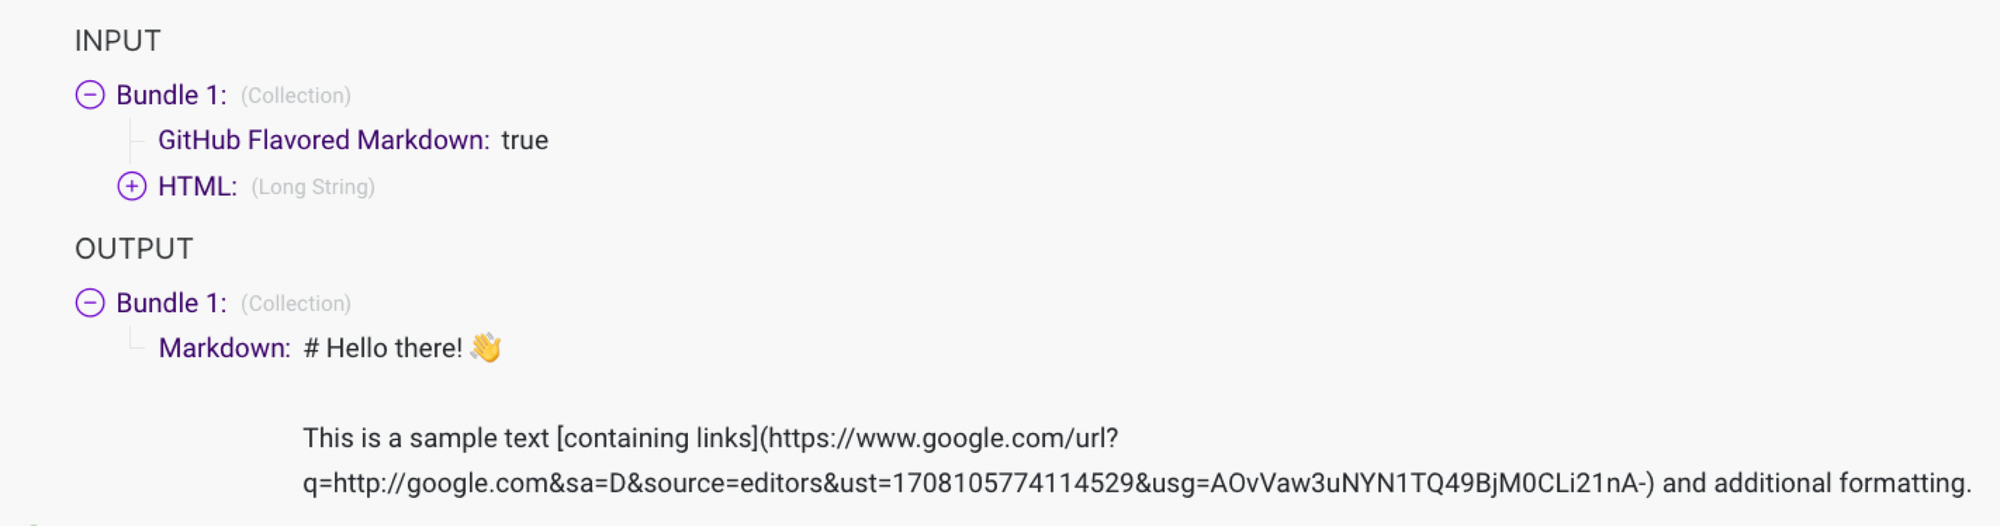 INPUT
Bundle 1: (Collection)
GitHub Flavored Markdown: true
HTML: (Long String)
OUTPUT
Bundle 1: (Collection)
Markdown: # Hello there! 👋
This is a sample text [containing links](https://www.google.com/url?
q=http://google.com&sa=D&source=editors&ust=1708105774114529&usg=AOvVaw3uNYN1TQ49BjM0CLi21nA-) and additional formatting.